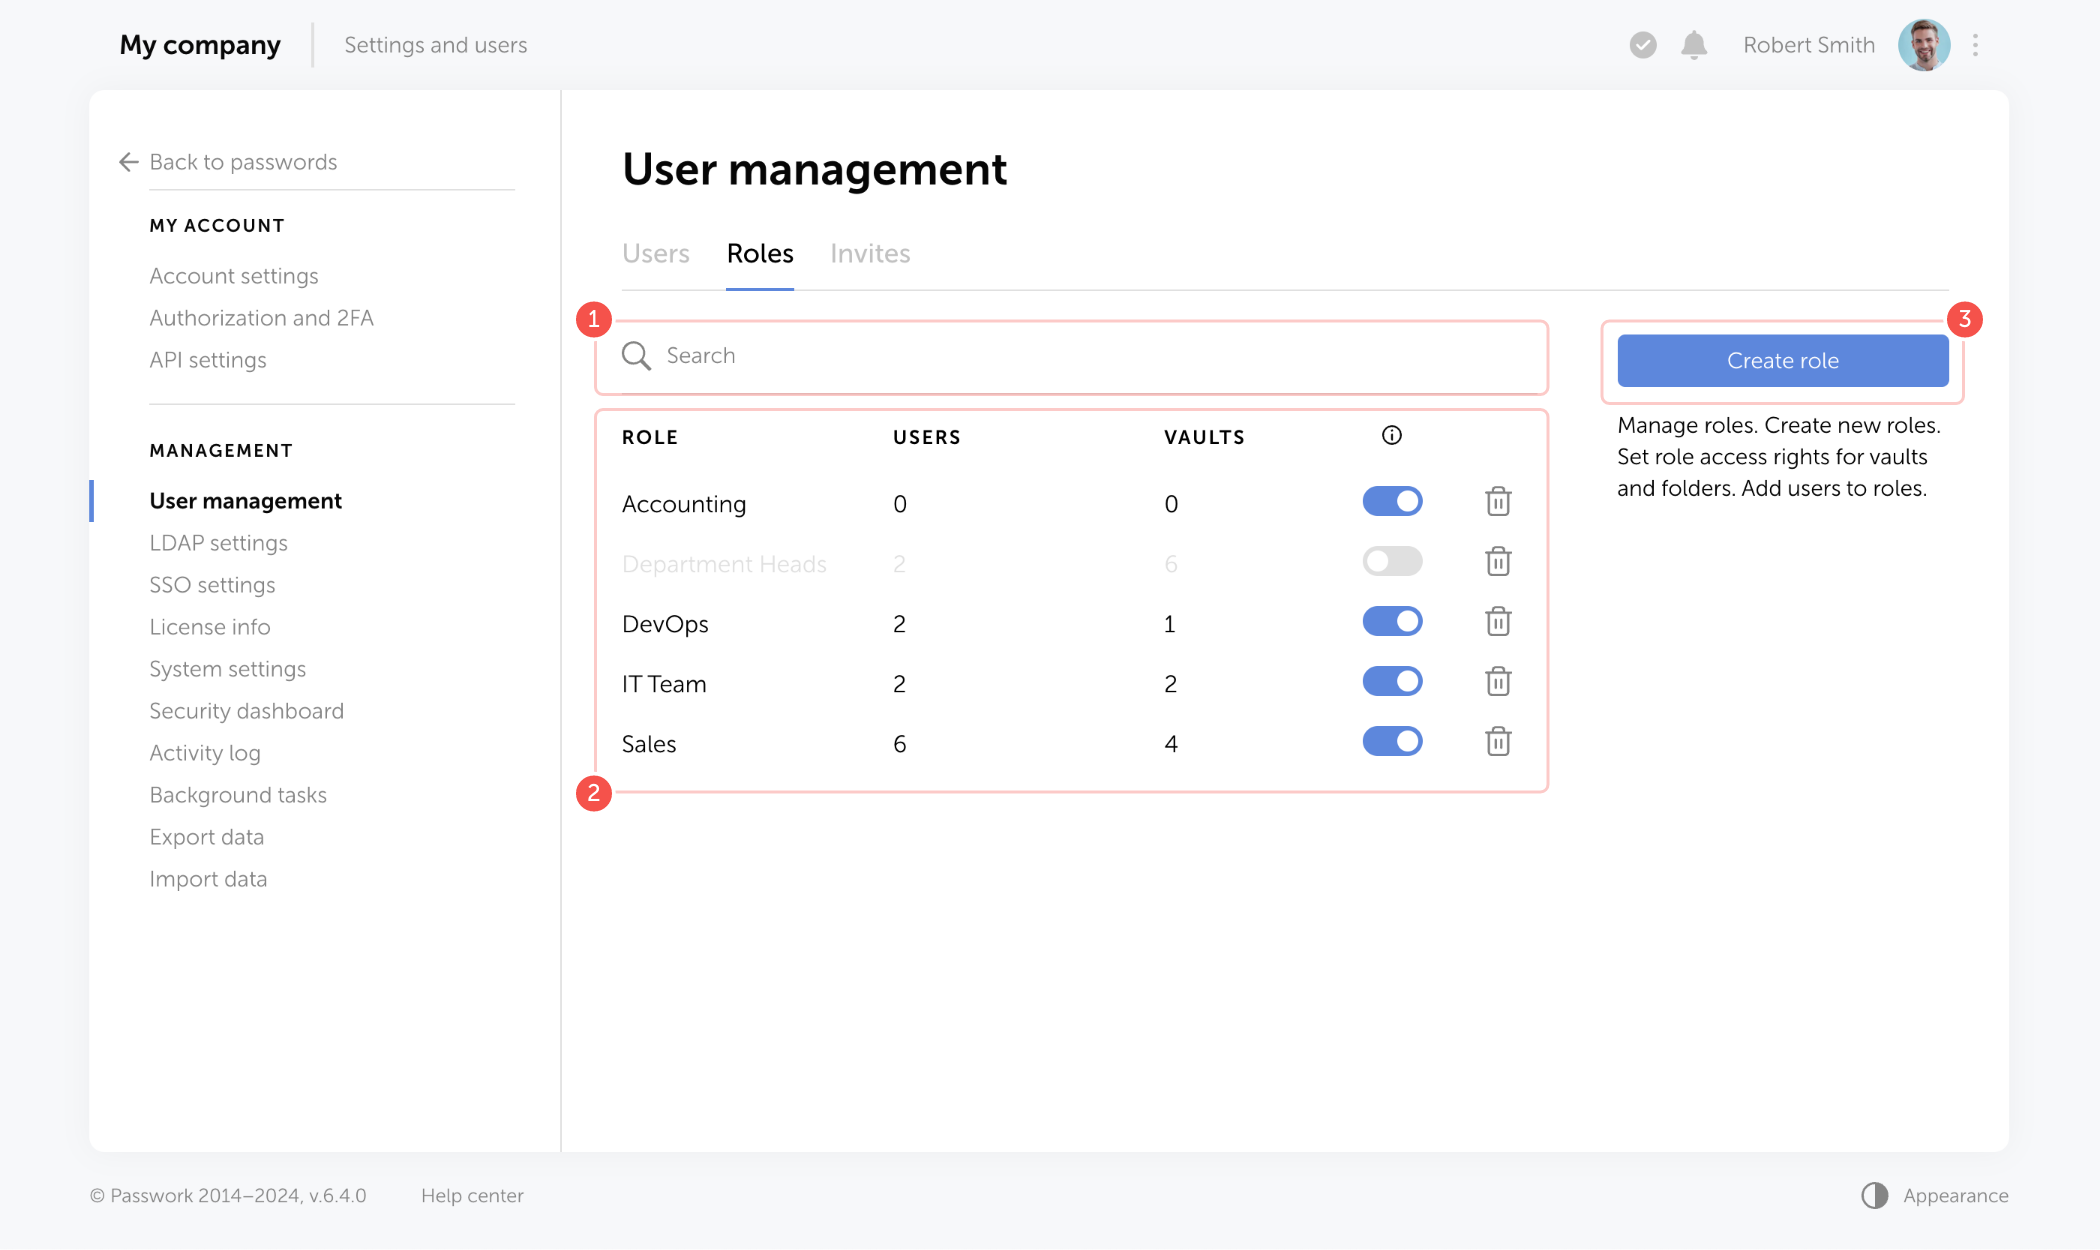 My company
Settings and users
Robert Smith
Back to passwords
MY ACCOUNT
Account settings
Authorization and 2FA
API settings
MANAGEMENT
User management
LDAP settings
SSO settings
License info
System settings
Security dashboard
Activity log
Background tasks
Export data
Import data
User management
Users Roles Invites
1
Search
3
Create role
Manage roles. Create new roles.
Set role access rights for vaults
and folders. Add users to roles.
ROLE USERS VAULTS
Accounting 0 0
Department Heads 2 6
DevOps 2 1
IT Team 2 2
Sales 6 4
2
© Passwork 2014–2024, v.6.4.0
Help center
Appearance